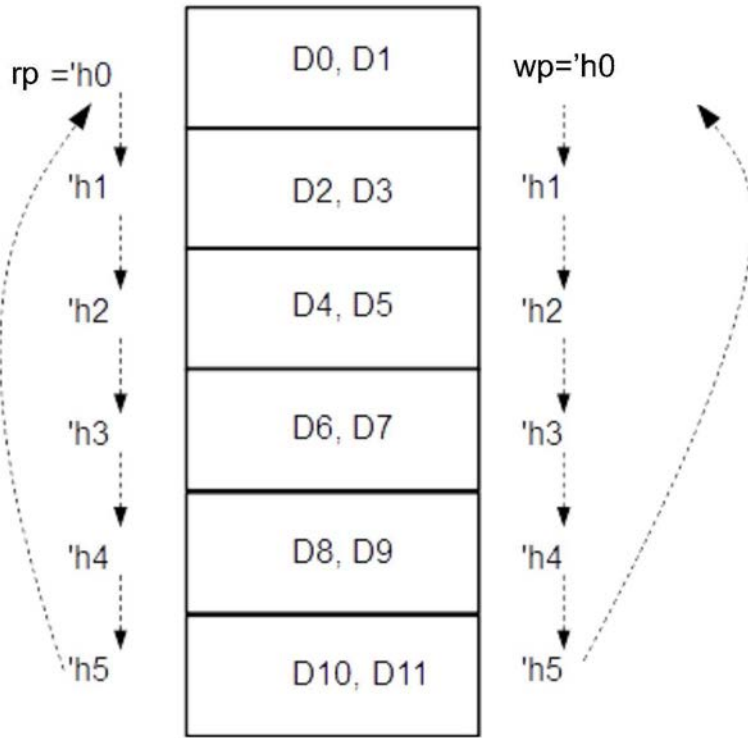 rp ='h0 D0, D1 wp=’h0
'h1 D2, D3 'h1
'h2 D4, D5 'h2
'h3 D6, D7 'h3
'h4 D8, D9 'h4
'h5 D10, D11 'h5